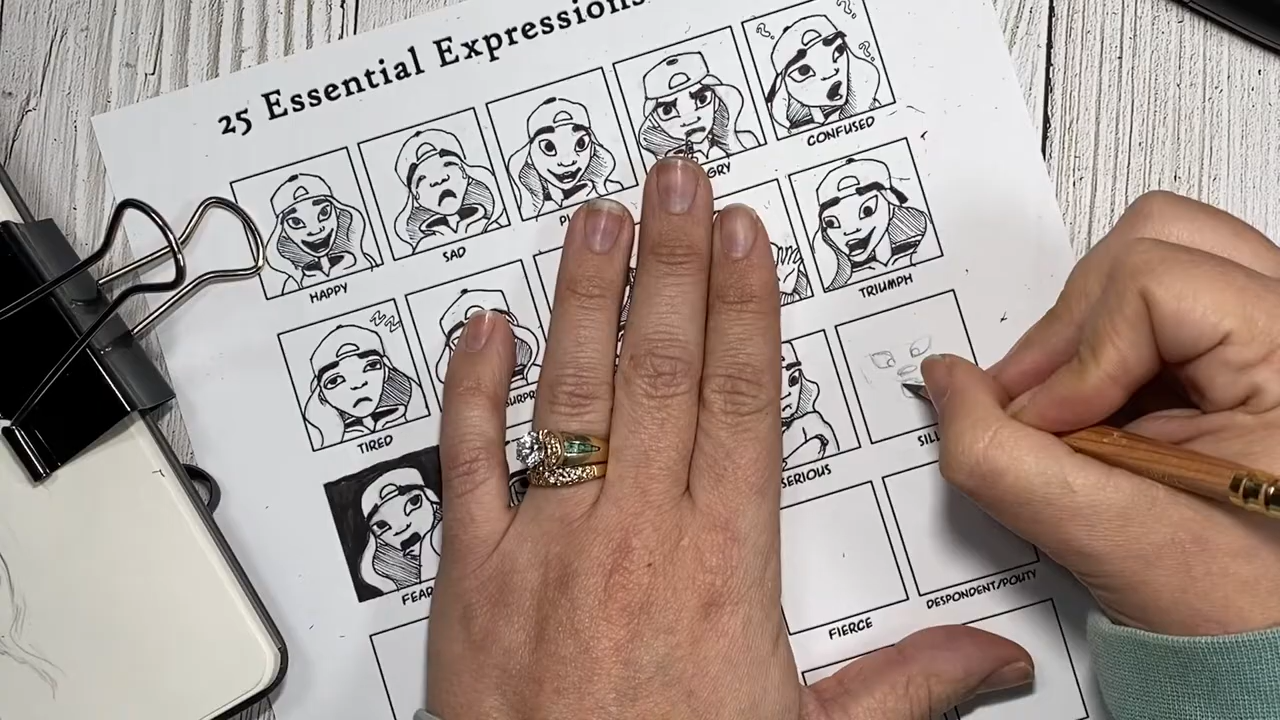 25 Essential Expressions
CONFUSED
SAD
HAPPY
TRIUMPH
TIRED
SERIOUS
FIERCE
DESPONDENT/POUTY